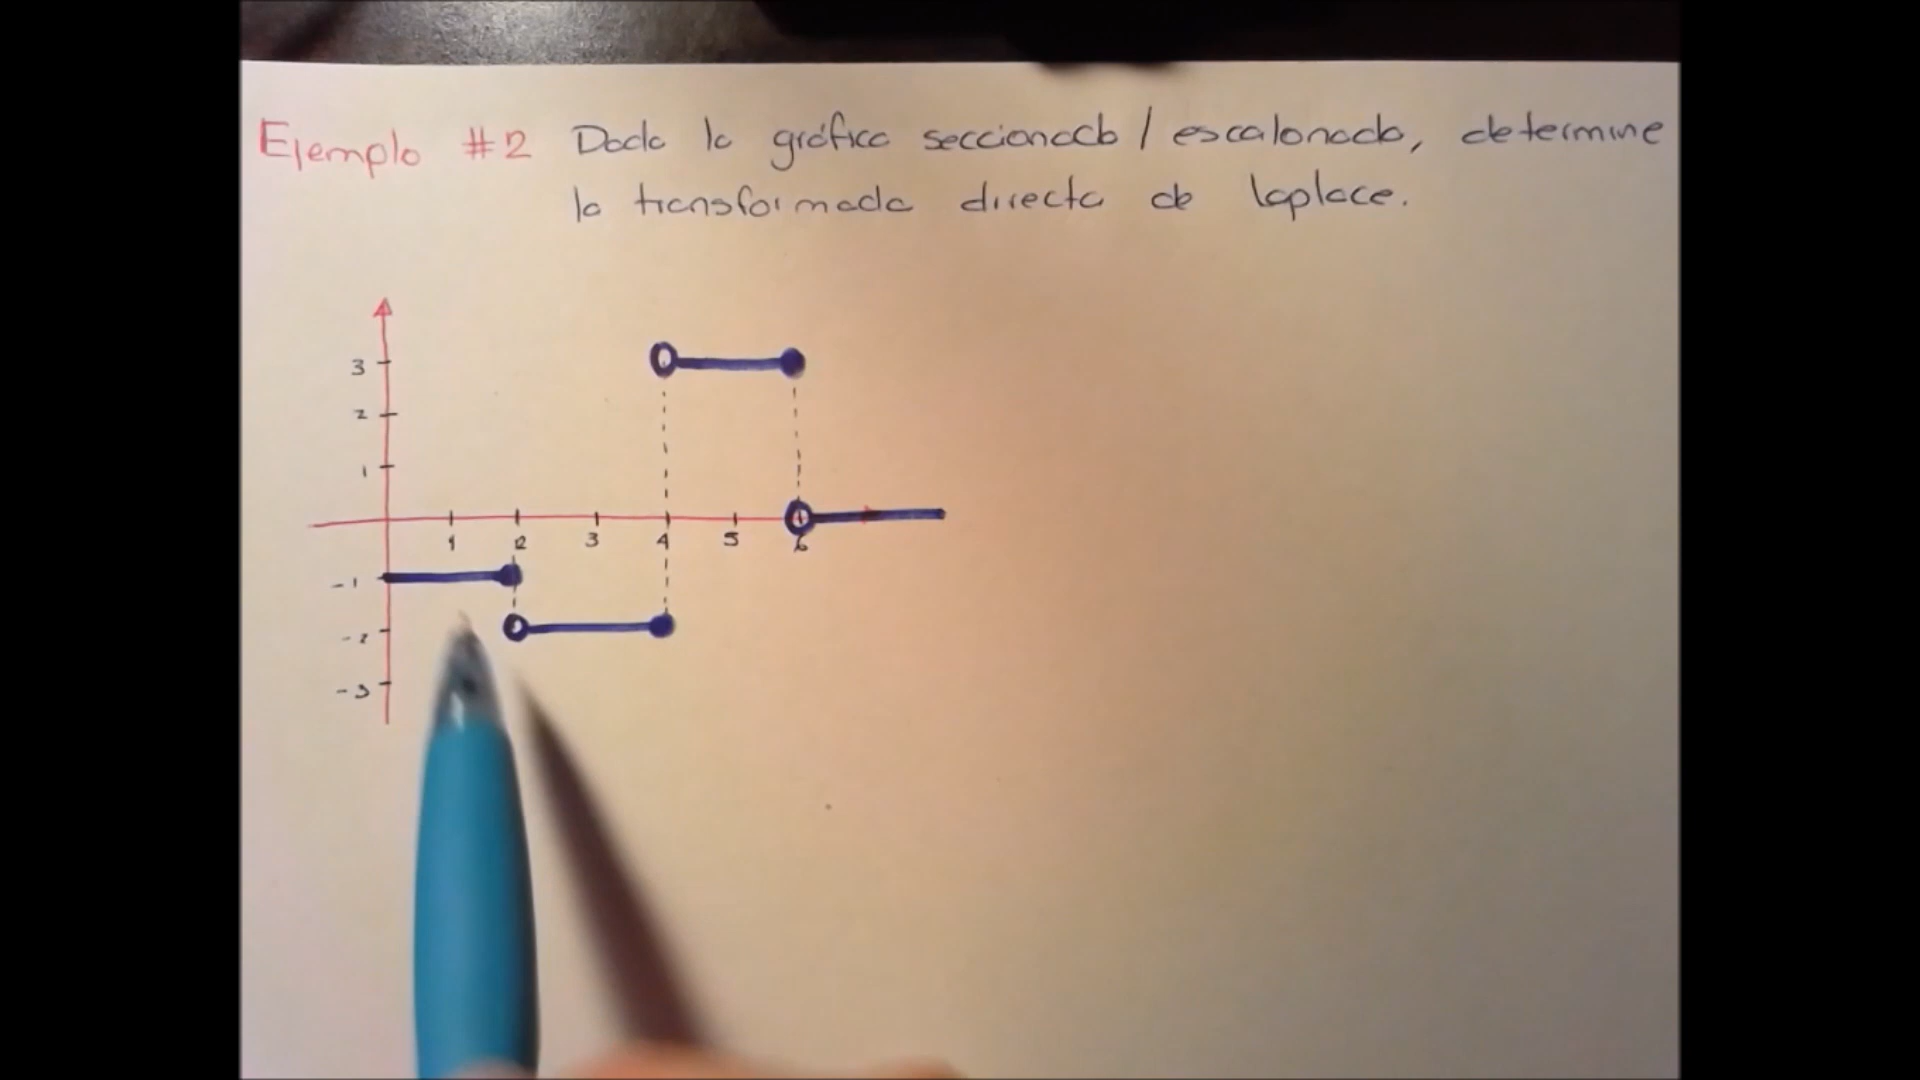 Ejemplo #2 Dada la gráfica seccionada / escalonada, determine
la transformada directa de laplace.
3
2
1
1 2 3 4 5 6
-1
-2
-3